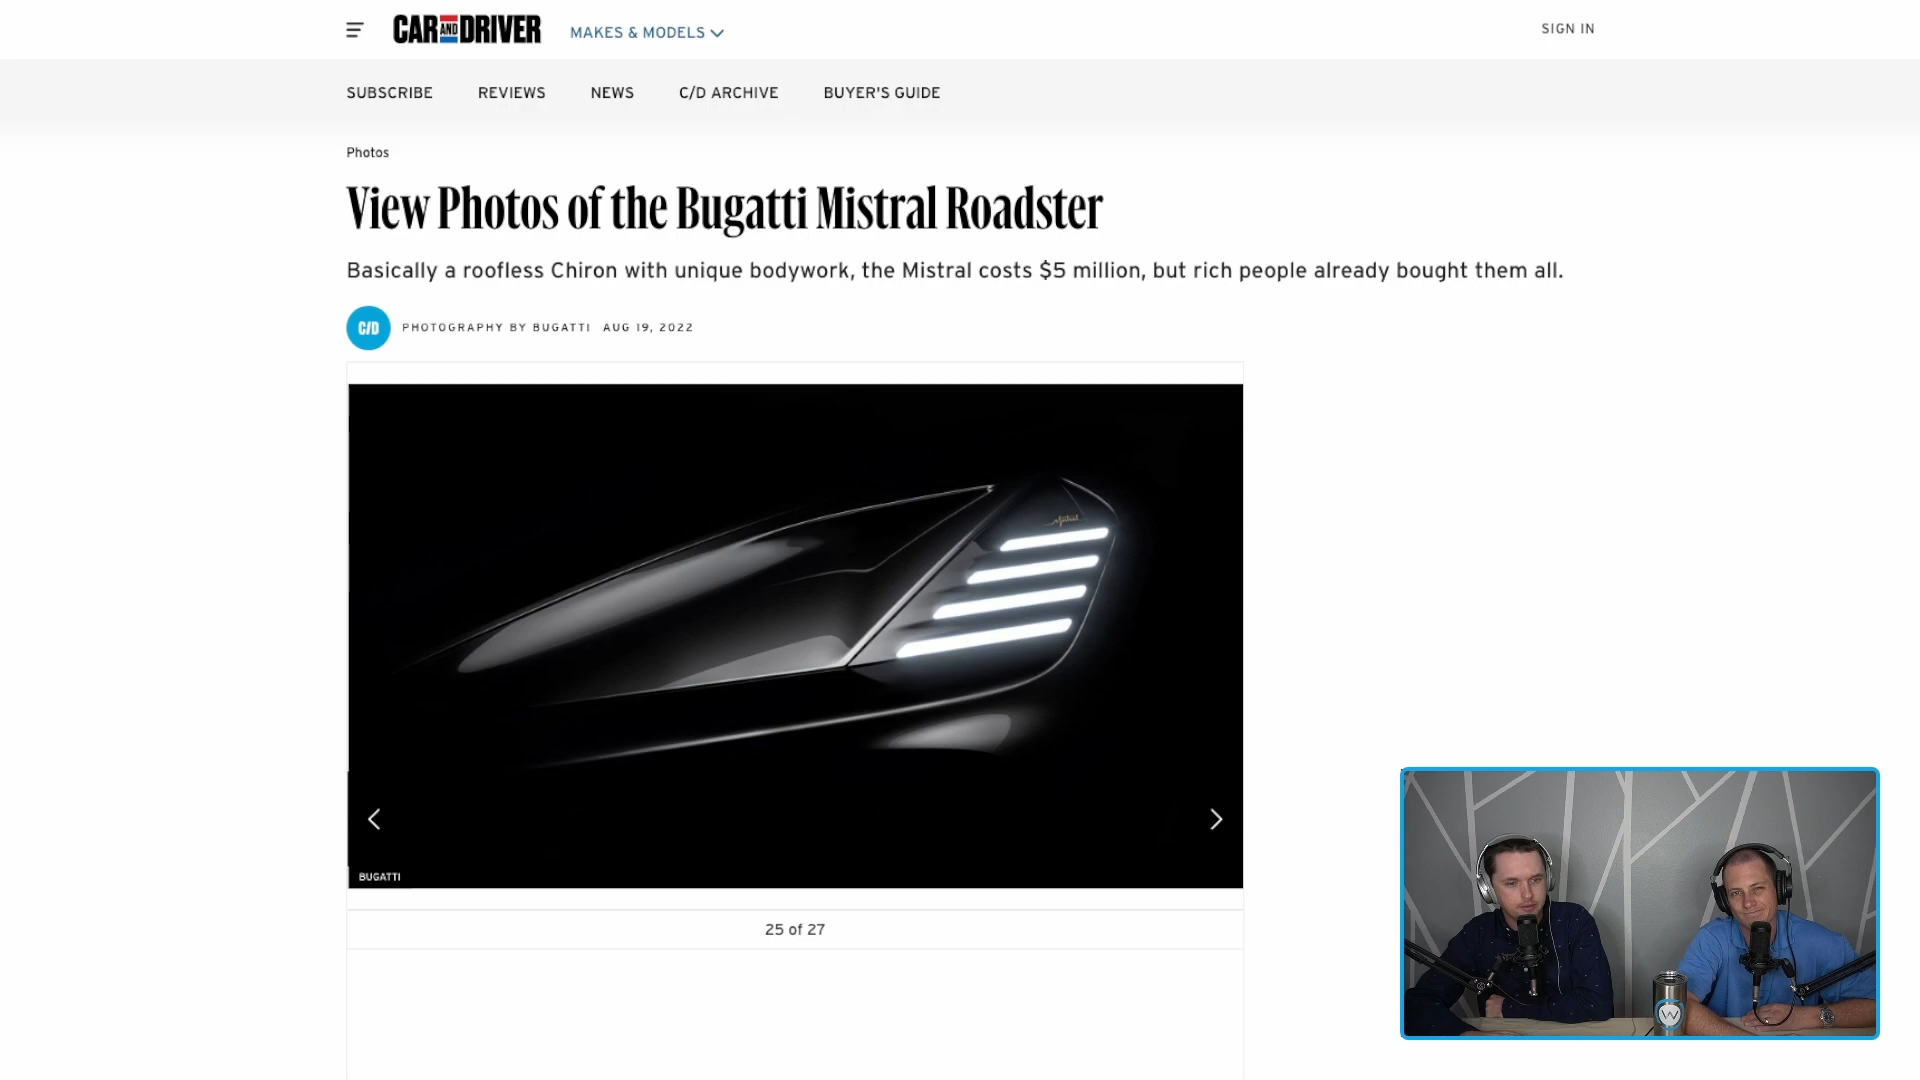 CAR AND DRIVER
MAKES & MODELS
SIGN IN
SUBSCRIBE
REVIEWS
NEWS
C/D ARCHIVE
BUYER'S GUIDE
Photos
View Photos of the Bugatti Mistral Roadster
Basically a roofless Chiron with unique bodywork, the Mistral costs $5 million, but rich people already bought them all.
C/D
PHOTOGRAPHY BY BUGATTI AUG 19, 2022
Mistral
BUGATTI
25 of 27
W